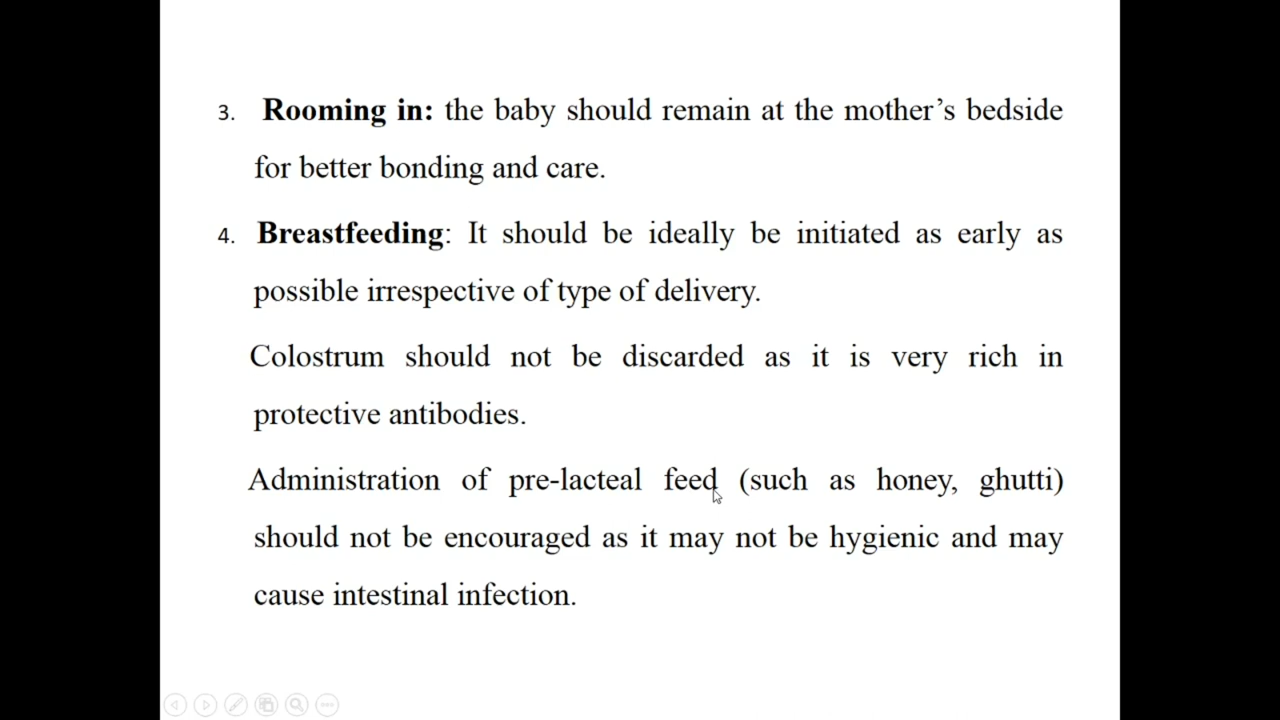 3. Rooming in: the baby should remain at the mother’s bedside
for better bonding and care.
4. Breastfeeding: It should be ideally be initiated as early as
possible irrespective of type of delivery.
Colostrum should not be discarded as it is very rich in
protective antibodies.
Administration of pre-lacteal feed (such as honey, ghutti)
should not be encouraged as it may not be hygienic and may
cause intestinal infection.